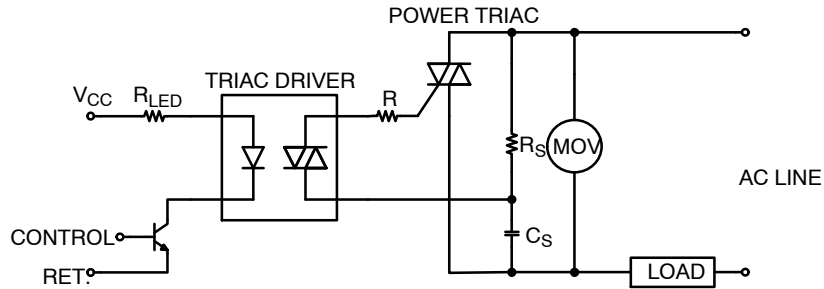 POWER TRIAC
TRIAC DRIVER
VCC
RLED
R
RS
MOV
AC LINE
CONTROL
CS
RET.
LOAD